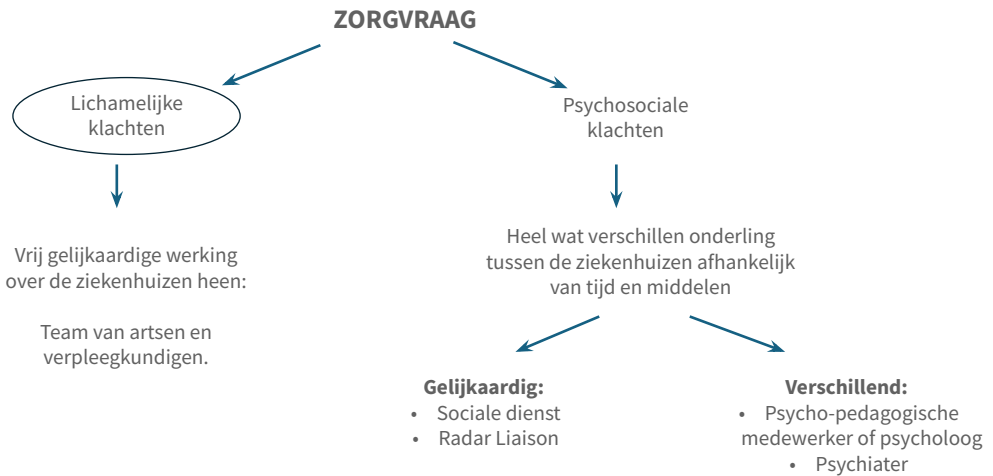 ZORGVRAAG
Lichamelijke
klachten
Psychosociale
klachten
Vrij gelijkaardige werking
over de ziekenhuizen heen:
Team van artsen en
verpleegkundigen.
Heel wat verschillen onderling
tussen de ziekenhuizen afhankelijk
van tijd en middelen
Gelijkaardig:
• Sociale dienst
• Radar Liaison
Verschillend:
• Psycho-pedagogische
medewerker of psycholoog
• Psychiater